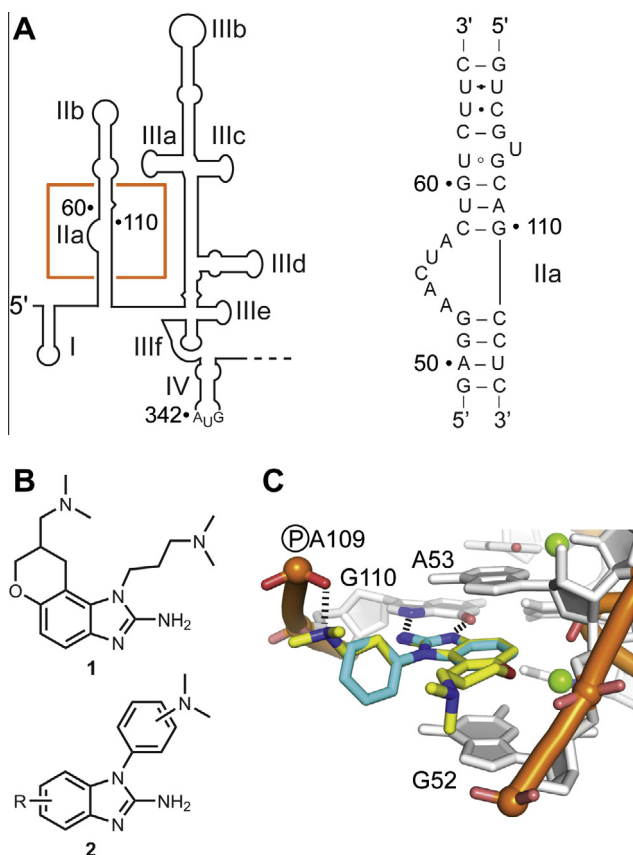 A
IIIb
IIb
IIIa
IIIc
60•
•110
IIa
IIId
5'
IIIe
I
IIIf
IV
342•AUG
3' 5'
C – G
U U
U • C
C G
U
U ○ G
60• G – C
U – A
C – G •110
A
U
C
A
A
IIa
G – C
G – C
50• A – U
G – C
5' 3'
B
N
N
O
N
NH₂
N
1
N
N
R
NH₂
N
2
C
P A109
G110
A53
G52